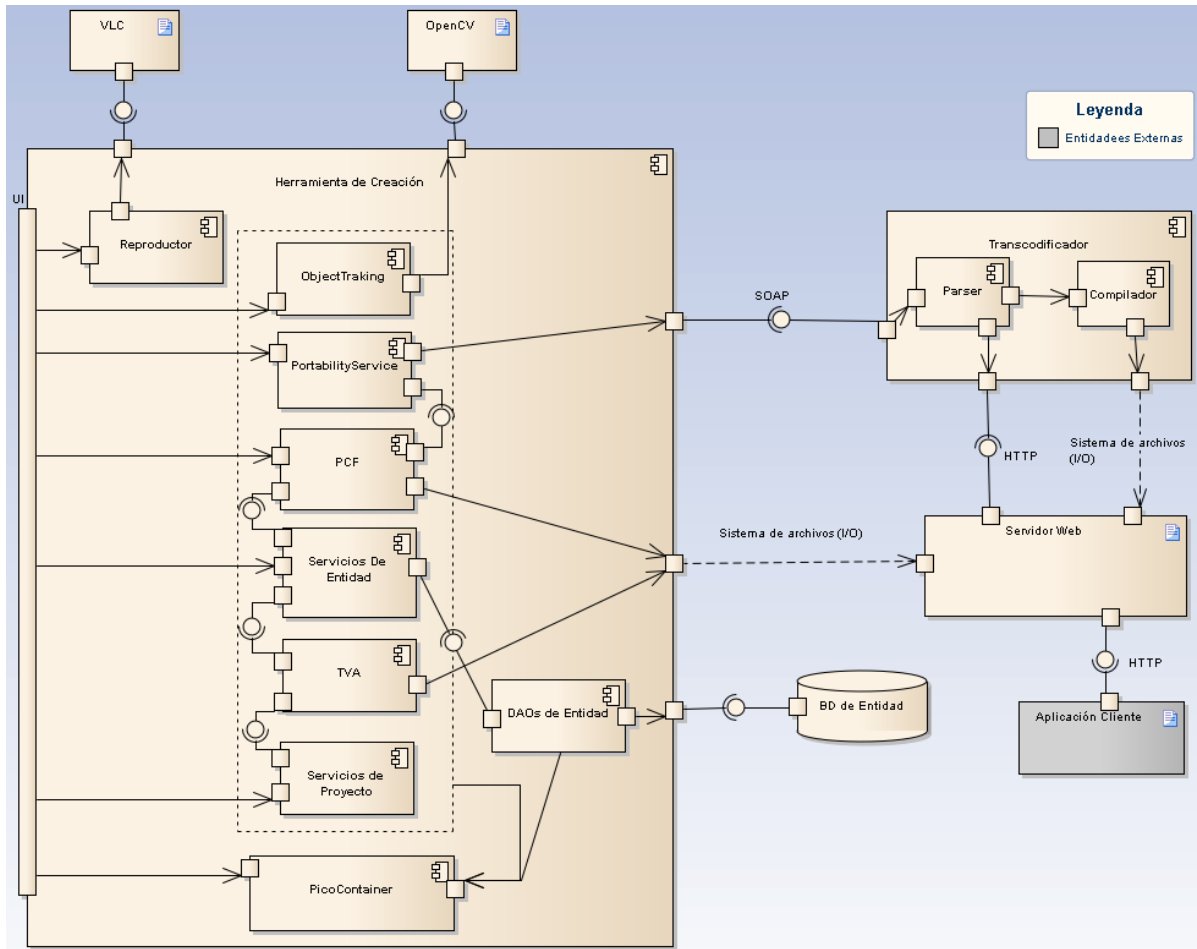 VLC
OpenCV
Leyenda
Entidadees Externas
Herramienta de Creación
UI
Reproductor
ObjectTraking
PortabilityService
PCF
Servicios De
Entidad
TVA
Servicios de
Proyecto
PicoContainer
DAOs de Entidad
SOAP
Transcodificador
Parser
Compilador
HTTP
Sistema de archivos
(I/O)
Sistema de archivos (I/O)
Servidor Web
HTTP
BD de Entidad
Aplicación Cliente